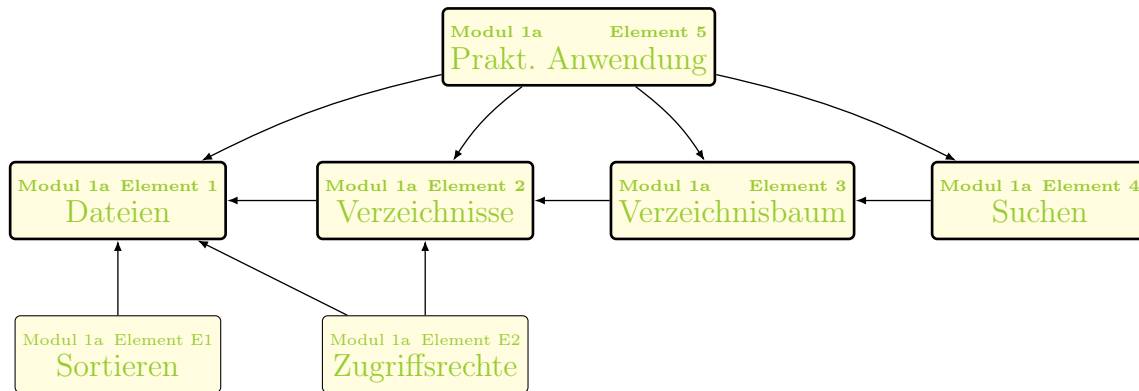 Modul 1a Element 5
Prakt. Anwendung
Modul 1a Element 1
Dateien
Modul 1a Element 2
Verzeichnisse
Modul 1a Element 3
Verzeichnisbaum
Modul 1a Element 4
Suchen
Modul 1a Element E1
Sortieren
Modul 1a Element E2
Zugriffsrechte